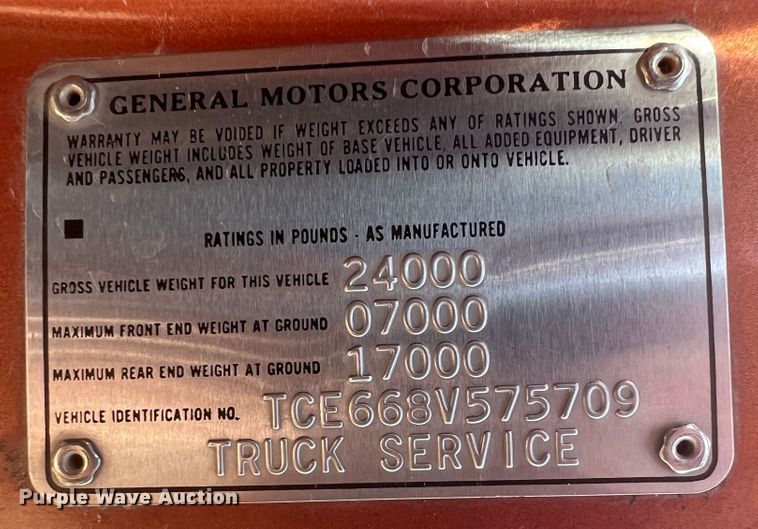 GENERAL MOTORS CORPORATION
WARRANTY MAY BE VOIDED IF WEIGHT EXCEEDS ANY OF RATINGS SHOWN. GROSS
VEHICLE WEIGHT INCLUDES WEIGHT OF BASE VEHICLE, ALL ADDED EQUIPMENT, DRIVER
AND PASSENGERS, AND ALL PROPERTY LOADED INTO OR ONTO VEHICLE.
RATINGS IN POUNDS - AS MANUFACTURED
GROSS VEHICLE WEIGHT FOR THIS VEHICLE 24000
MAXIMUM FRONT END WEIGHT AT GROUND 07000
MAXIMUM REAR END WEIGHT AT GROUND 17000
VEHICLE IDENTIFICATION NO. TCE668V575709
TRUCK SERVICE
Purple Wave Auction